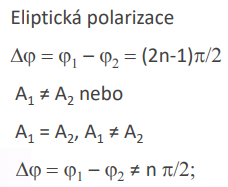 Eliptická polarizace
Δφ = φ₁ − φ₂ = (2n-1)π/2
A₁ ≠ A₂ nebo
A₁ = A₂, A₁ ≠ A₂
Δφ = φ₁ − φ₂ ≠ n π/2;